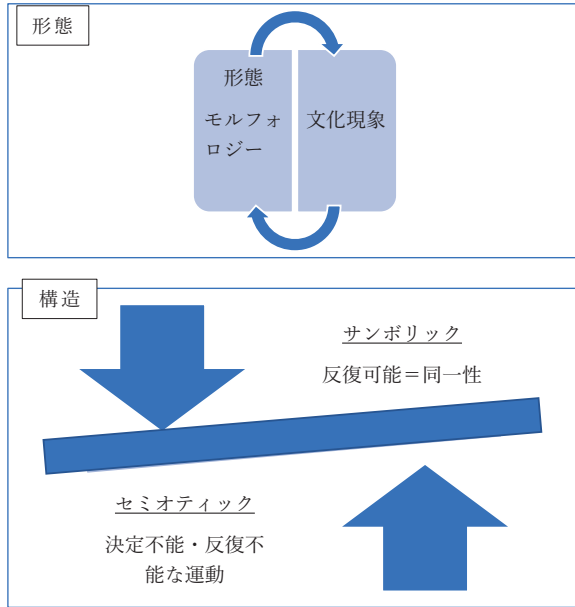 形態
形態
モルフォ
ロジー
文化現象
構造
サンボリック
反復可能＝同一性
セミオティック
決定不能・反復不
能な運動